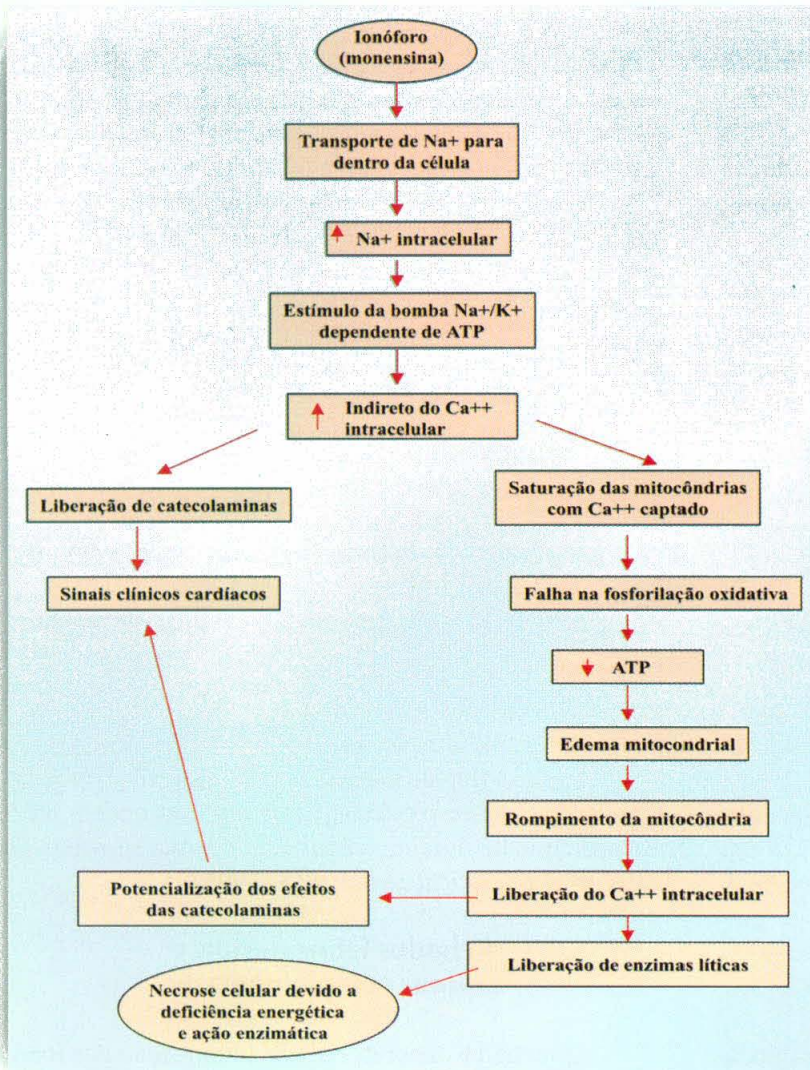 Ionóforo
(monensina)
Transporte de Na+ para
dentro da célula
Na+ intracelular
Estímulo da bomba Na+/K+
dependente de ATP
Indireto do Ca++
intracelular
Liberação de catecolaminas
Sinais clínicos cardíacos
Saturação das mitocôndrias
com Ca++ captado
Falha na fosforilação oxidativa
ATP
Edema mitocondrial
Rompimento da mitocôndria
Liberação do Ca++ intracelular
Potencialização dos efeitos
das catecolaminas
Liberação de enzimas líticas
Necrose celular devido a
deficiência energética
e ação enzimática